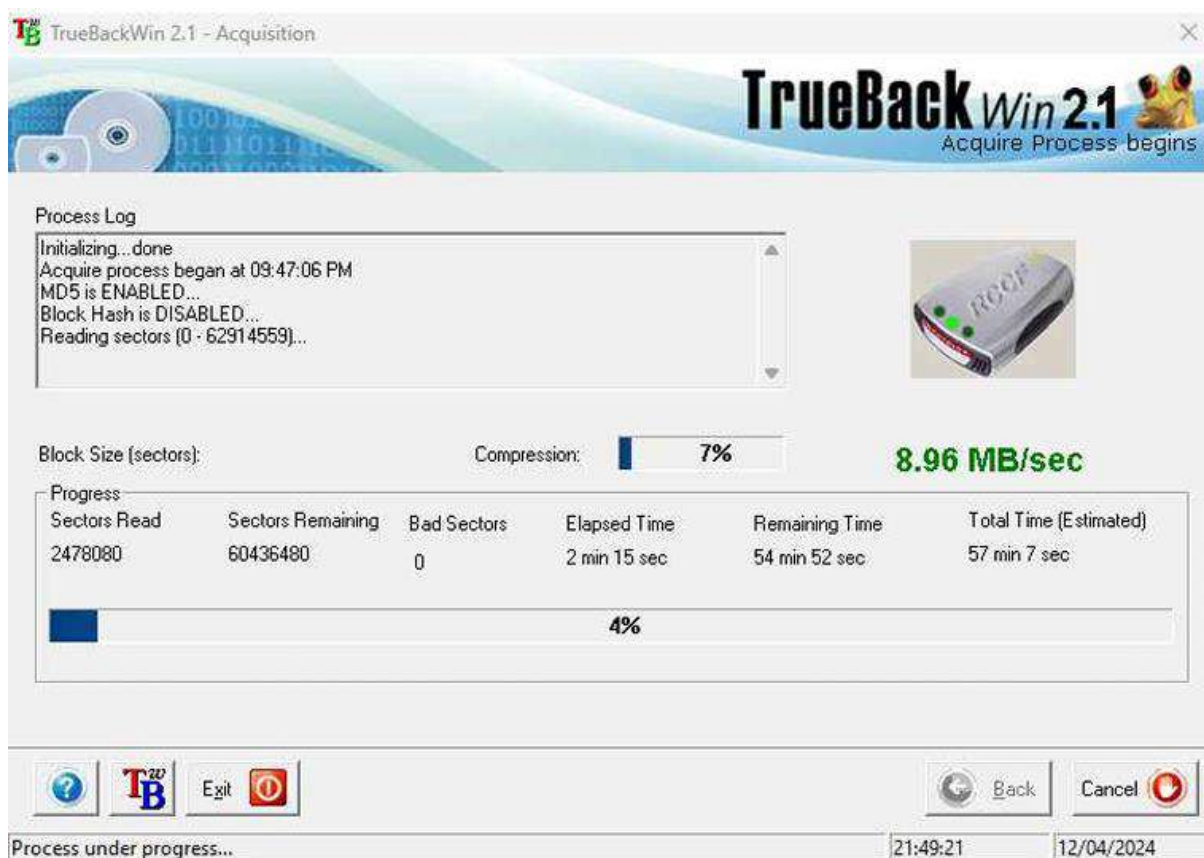 TrueBackWin 2.1 - Acquisition
TrueBack Win 2.1
Acquire Process begins
Process Log
Initializing...done
Acquire process began at 09:47:06 PM
MD5 is ENABLED...
Block Hash is DISABLED...
Reading sectors (0 - 62914559)...
RCCF
Block Size (sectors):
Compression: 7%
8.96 MB/sec
Progress
Sectors Read Sectors Remaining Bad Sectors Elapsed Time Remaining Time Total Time (Estimated)
2478080 60436480 0 2 min 15 sec 54 min 52 sec 57 min 7 sec
4%
? TBw Exit Back Cancel
Process under progress... 21:49:21 12/04/2024